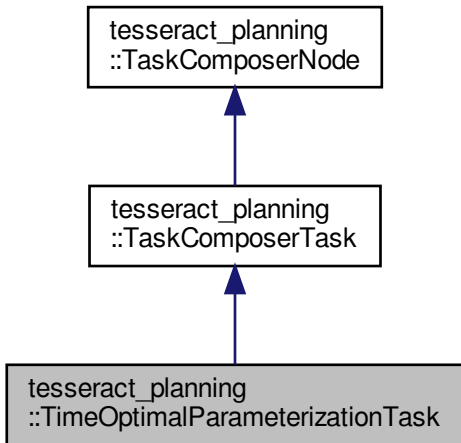 tesseract_planning
::TaskComposerNode
tesseract_planning
::TaskComposerTask
tesseract_planning
::TimeOptimalParameterizationTask